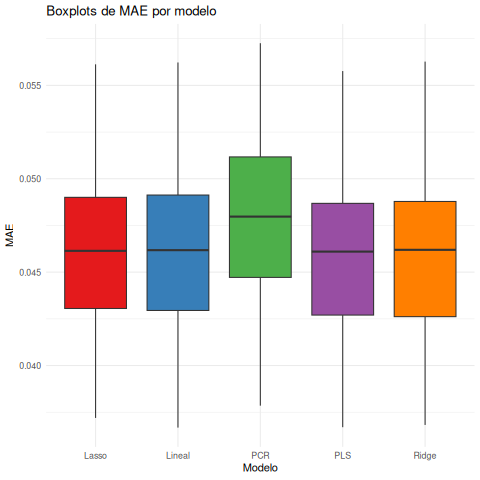 Boxplots de MAE por modelo
MAE
0.055
0.050
0.045
0.040
Lasso Lineal PCR PLS Ridge
Modelo